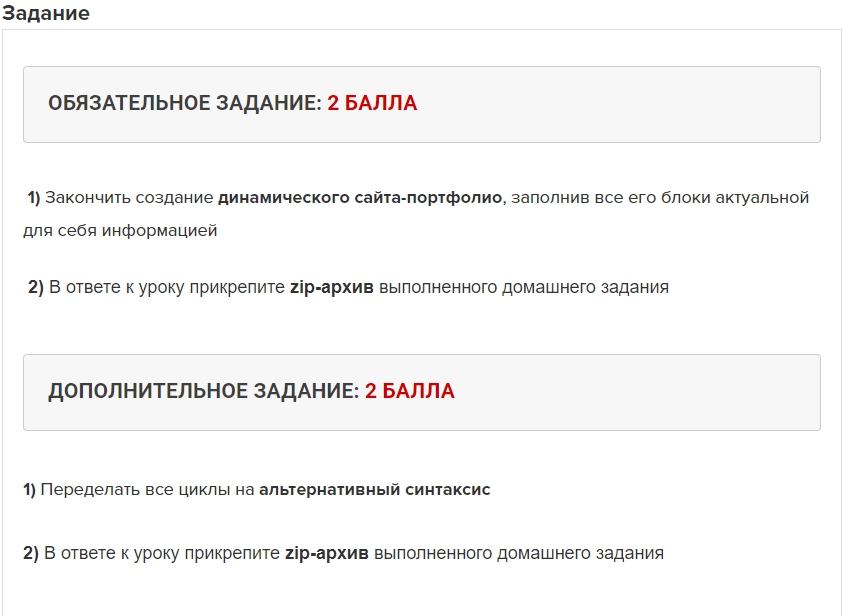 Задание
ОБЯЗАТЕЛЬНОЕ ЗАДАНИЕ: 2 БАЛЛА
1) Закончить создание динамического сайта-портфолио, заполнив все его блоки актуальной
для себя информацией
2) В ответе к уроку прикрепите zip-архив выполненного домашнего задания
ДОПОЛНИТЕЛЬНОЕ ЗАДАНИЕ: 2 БАЛЛА
1) Переделать все циклы на альтернативный синтаксис
2) В ответе к уроку прикрепите zip-архив выполненного домашнего задания